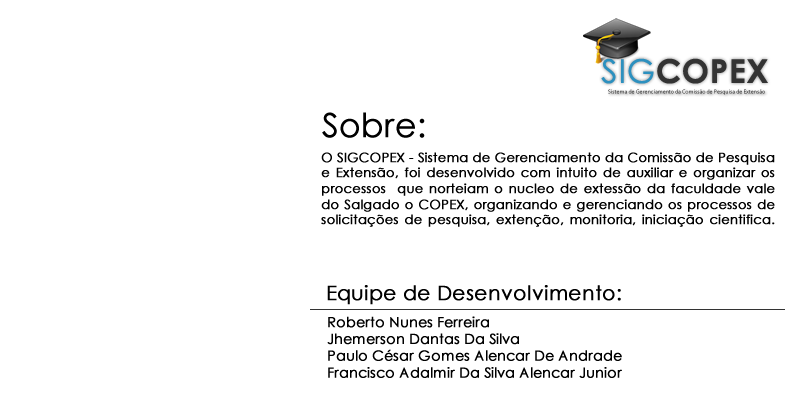 SIGCOPEX
Sistema de Gerenciamento da Comissão de Pesquisa de Extensão
Sobre:
O SIGCOPEX - Sistema de Gerenciamento da Comissão de Pesquisa
e Extensão, foi desenvolvido com intuito de auxiliar e organizar os
processos que norteiam o nucleo de extessão da faculdade vale
do Salgado o COPEX, organizando e gerenciando os processos de
solicitações de pesquisa, extenção, monitoria, iniciação cientifica.
Equipe de Desenvolvimento:
Roberto Nunes Ferreira
Jhemerson Dantas Da Silva
Paulo César Gomes Alencar De Andrade
Francisco Adalmir Da Silva Alencar Junior